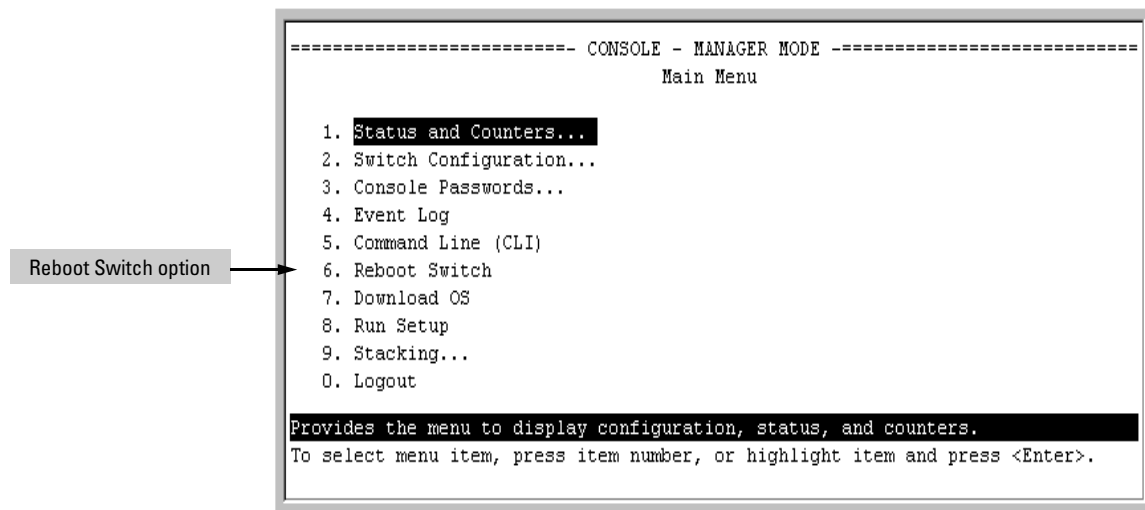 ==========================- CONSOLE - MANAGER MODE -============================
Main Menu
1. Status and Counters...
2. Switch Configuration...
3. Console Passwords...
4. Event Log
5. Command Line (CLI)
Reboot Switch option
6. Reboot Switch
7. Download OS
8. Run Setup
9. Stacking...
0. Logout
Provides the menu to display configuration, status, and counters.
To select menu item, press item number, or highlight item and press <Enter>.